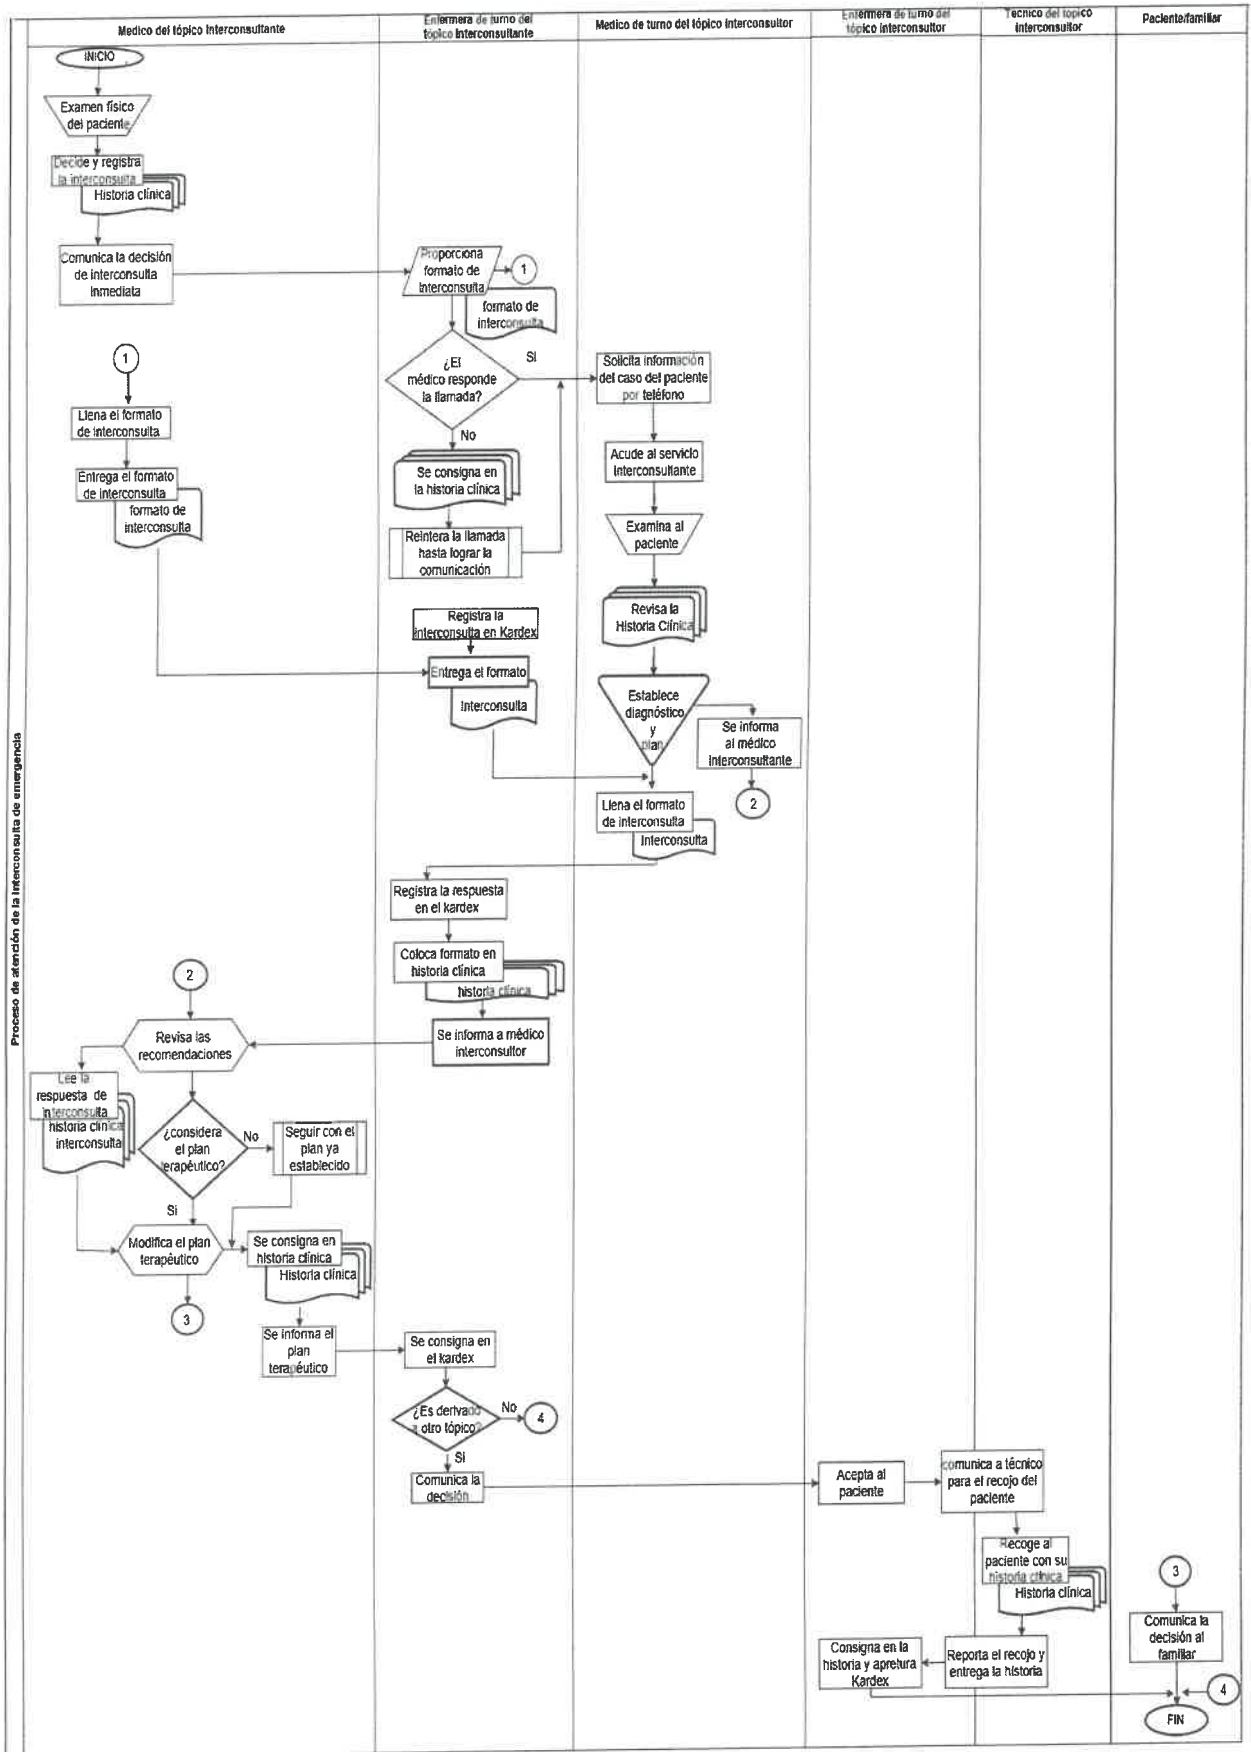 Proceso de atención de la interconsulta de emergencia
Medico del tópico interconsultante
Enfermera de turno del
tópico interconsultante
Medico de turno del tópico interconsultor
Enfermera de turno del
tópico interconsultor
Tecnico del topico
interconsultor
Paciente/familiar
INICIO
Examen físico
del paciente
Decide y registra
la interconsulta
Historia clínica
Comunica la decisión
de interconsulta
inmediata
Proporciona
formato de
interconsulta
1
formato de
interconsulta
¿El
médico responde
la llamada?
Si
No
Solicita información
del caso del paciente
por teléfono
1
Llena el formato
de interconsulta
Entrega el formato
de interconsulta
formato de
interconsulta
Se consigna en
la historia clínica
Reintera la llamada
hasta lograr la
comunicación
Acude al servicio
interconsultante
Examina al
paciente
Revisa la
Historia Clínica
Registra la
interconsulta en Kardex
Entrega el formato
Interconsulta
Establece
diagnóstico
y
plan
Se informa
al médico
interconsultante
2
Llena el formato
de interconsulta
Interconsulta
Registra la respuesta
en el kardex
Coloca formato en
historia clínica
historia clínica
Se informa a médico
interconsultor
2
Revisa las
recomendaciones
Lee la
respuesta de
interconsulta
historia clinica
interconsulta
¿considera
el plan
terapéutico?
No
Seguir con el
plan ya
establecido
Si
Modifica el plan
terapéutico
Se consigna en
historia clínica
Historia clínica
3
Se informa el
plan
terapéutico
Se consigna en
el kardex
¿Es derivado
a otro tópico?
No
4
Si
Comunica la
decisión
Acepta al
paciente
comunica a técnico
para el recojo del
paciente
Recoge al
paciente con su
historia clínica
Historia clínica
Reporta el recojo y
entrega la historia
Consigna en la
historia y apretura
Kardex
3
Comunica la
decisión al
familiar
4
FIN